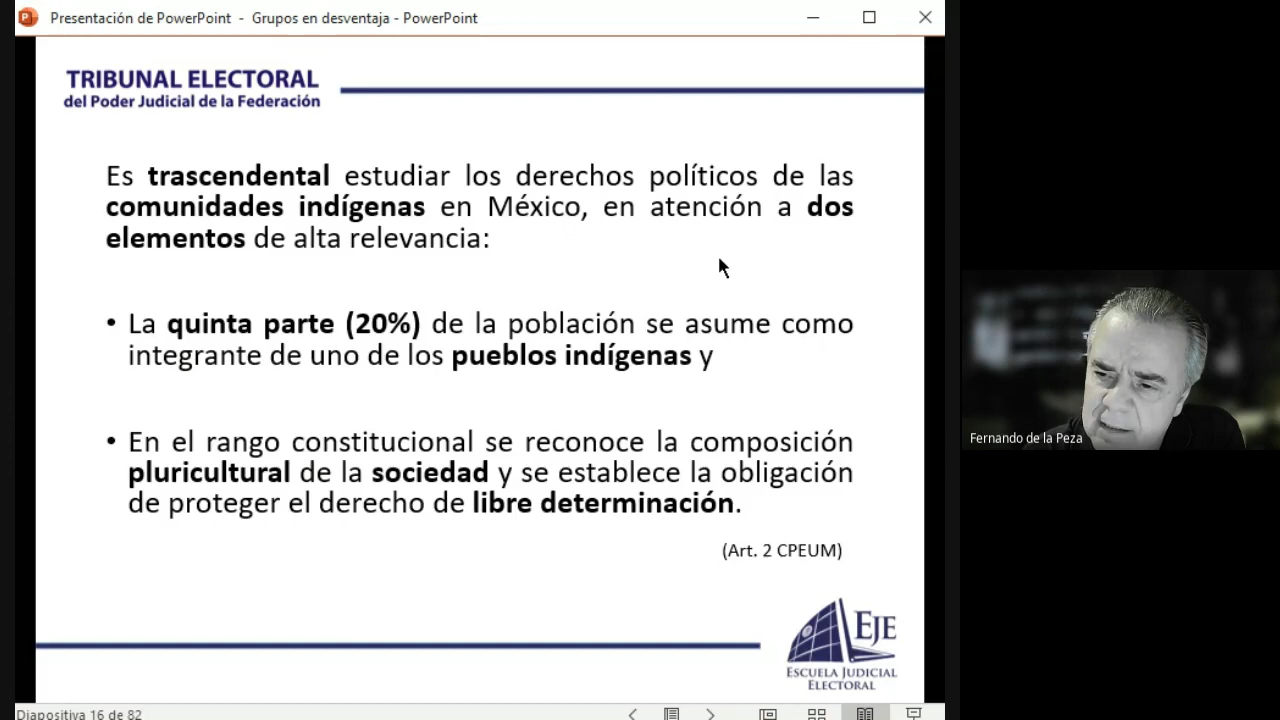 Presentación de PowerPoint - Grupos en desventaja - PowerPoint
TRIBUNAL ELECTORAL
del Poder Judicial de la Federación
Es trascendental estudiar los derechos políticos de las
comunidades indígenas en México, en atención a dos
elementos de alta relevancia:
• La quinta parte (20%) de la población se asume como
integrante de uno de los pueblos indígenas y
• En el rango constitucional se reconoce la composición
pluricultural de la sociedad y se establece la obligación
de proteger el derecho de libre determinación.
(Art. 2 CPEUM)
EJE
ESCUELA JUDICIAL
ELECTORAL
Diapositiva 16 de 82
Fernando de la Peza